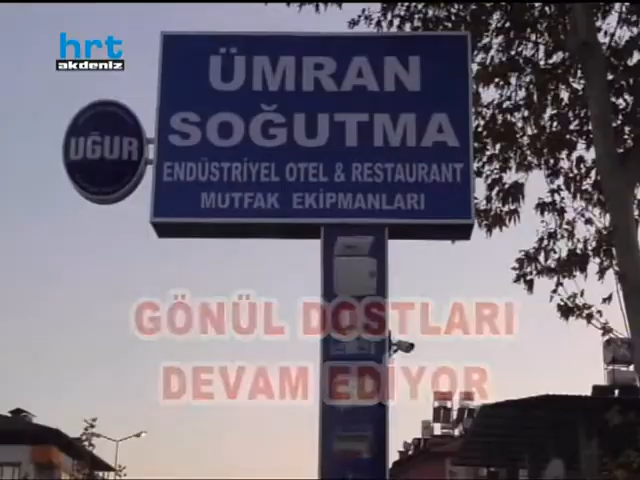 hrt
akdeniz
ÜMRAN
SOĞUTMA
UĞUR
ENDÜSTRİYEL OTEL & RESTAURANT
MUTFAK EKİPMANLARI
GÖNÜL DOSTLARI
DEVAM EDİYOR